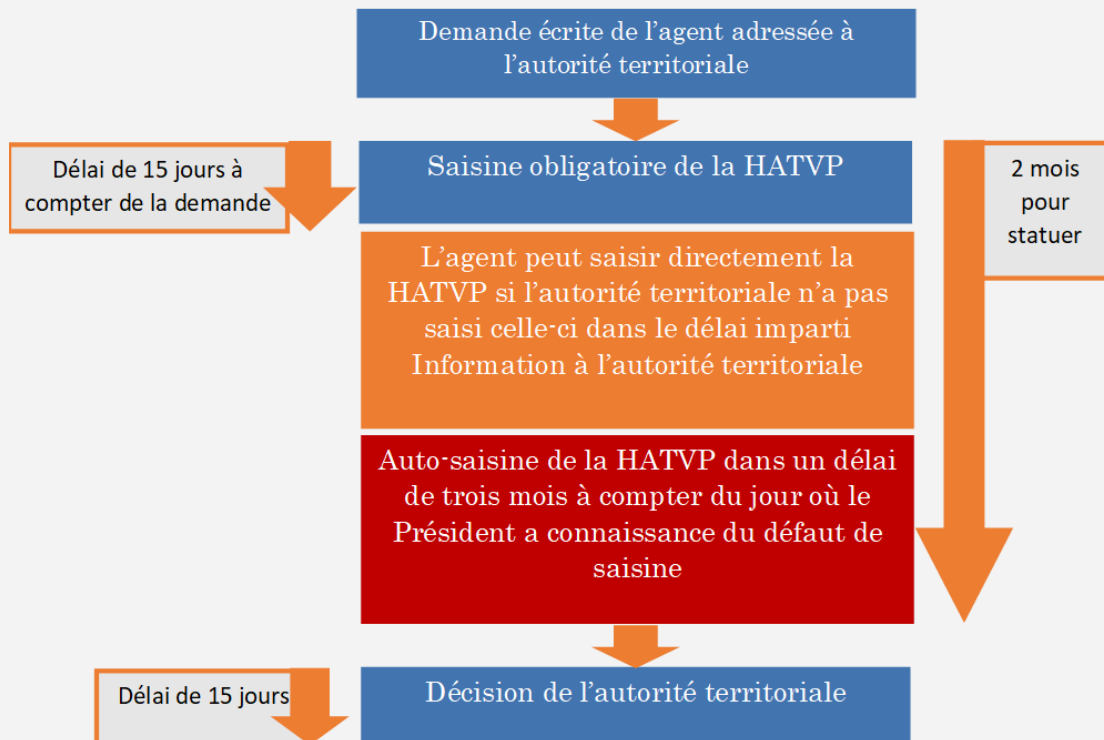 Demande écrite de l'agent adressée à
l'autorité territoriale
Délai de 15 jours à
compter de la demande
Saisine obligatoire de la HATVP
2 mois
pour
statuer
L'agent peut saisir directement la
HATVP si l'autorité territoriale n'a pas
saisi celle-ci dans le délai imparti
Information à l'autorité territoriale
Auto-saisine de la HATVP dans un délai
de trois mois à compter du jour où le
Président a connaissance du défaut de
saisine
Délai de 15 jours
Décision de l'autorité territoriale